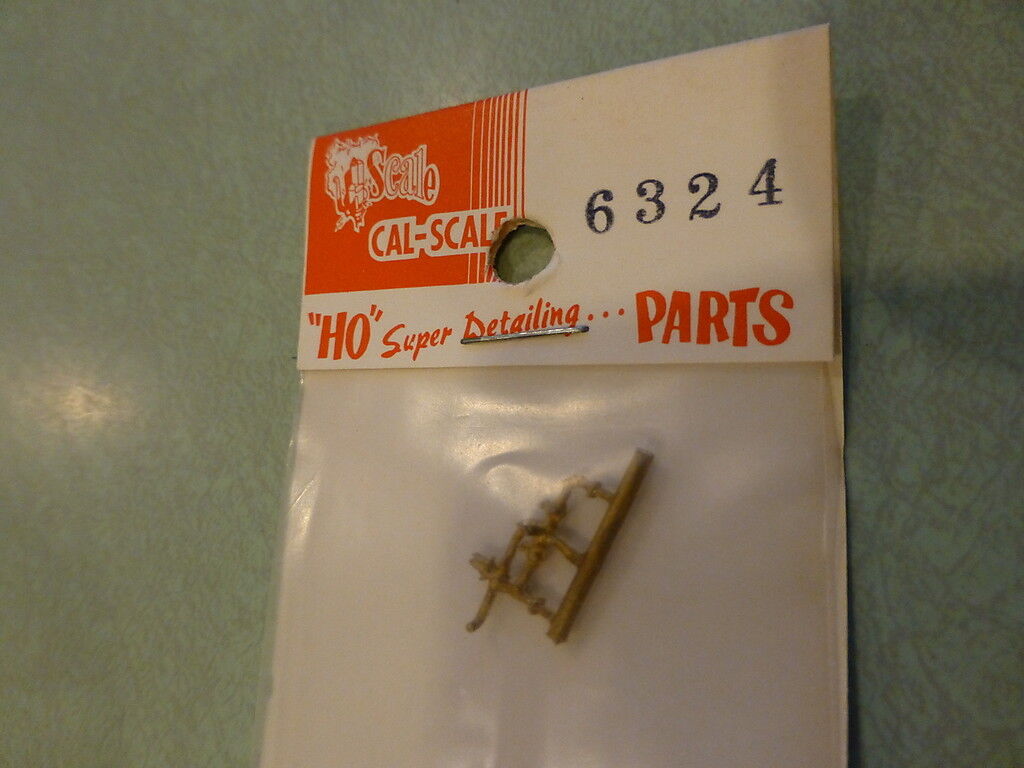 Scale
CAL-SCALE
6324
"HO" Super Detailing... PARTS